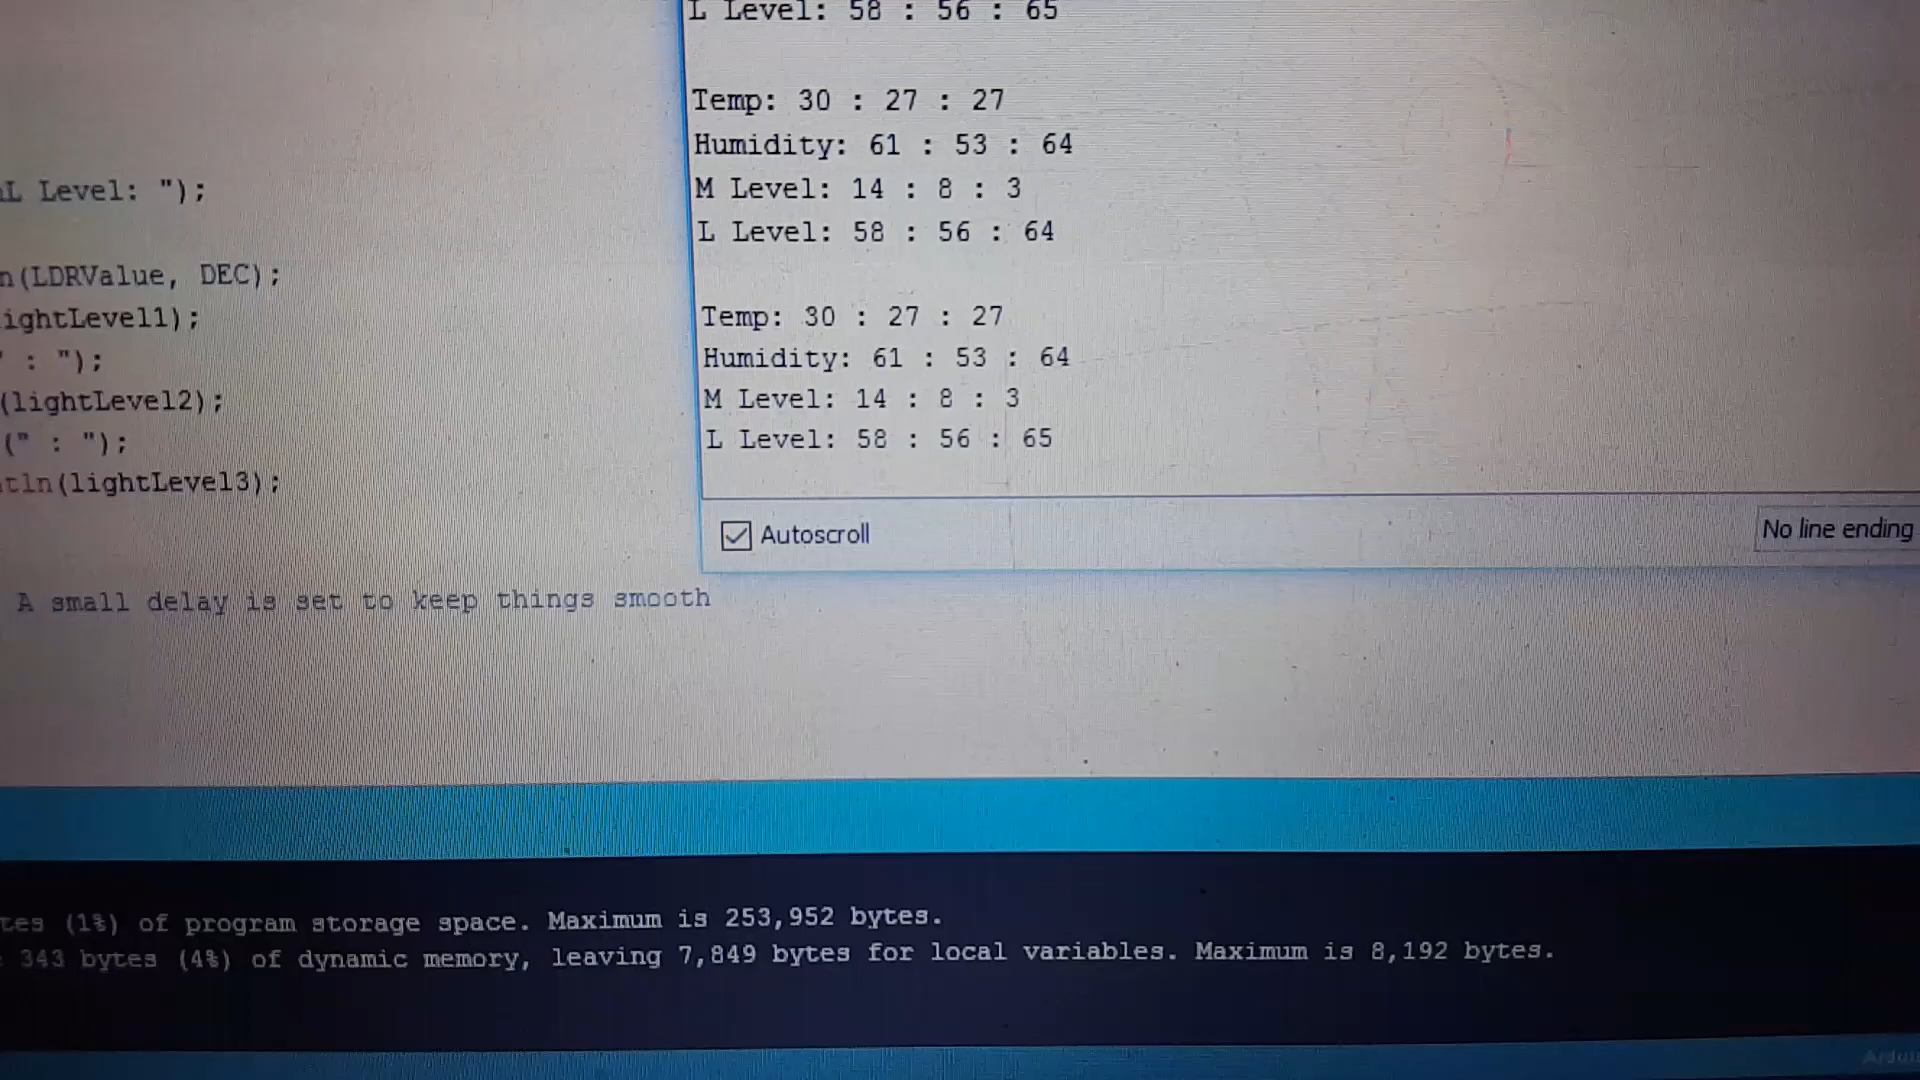 L Level: 58 : 56 : 65
Temp: 30 : 27 : 27
Humidity: 61 : 53 : 64
M Level: 14 : 8 : 3
L Level: 58 : 56 : 64
Temp: 30 : 27 : 27
Humidity: 61 : 53 : 64
M Level: 14 : 8 : 3
L Level: 58 : 56 : 65
Autoscroll
No line ending
L Level: ");
n(LDRValue, DEC);
ightLevel1);
" : ");
(lightLevel2);
(" : ");
tln(lightLevel3);
A small delay is set to keep things smooth
tes (1%) of program storage space. Maximum is 253,952 bytes.
343 bytes (4%) of dynamic memory, leaving 7,849 bytes for local variables. Maximum is 8,192 bytes.